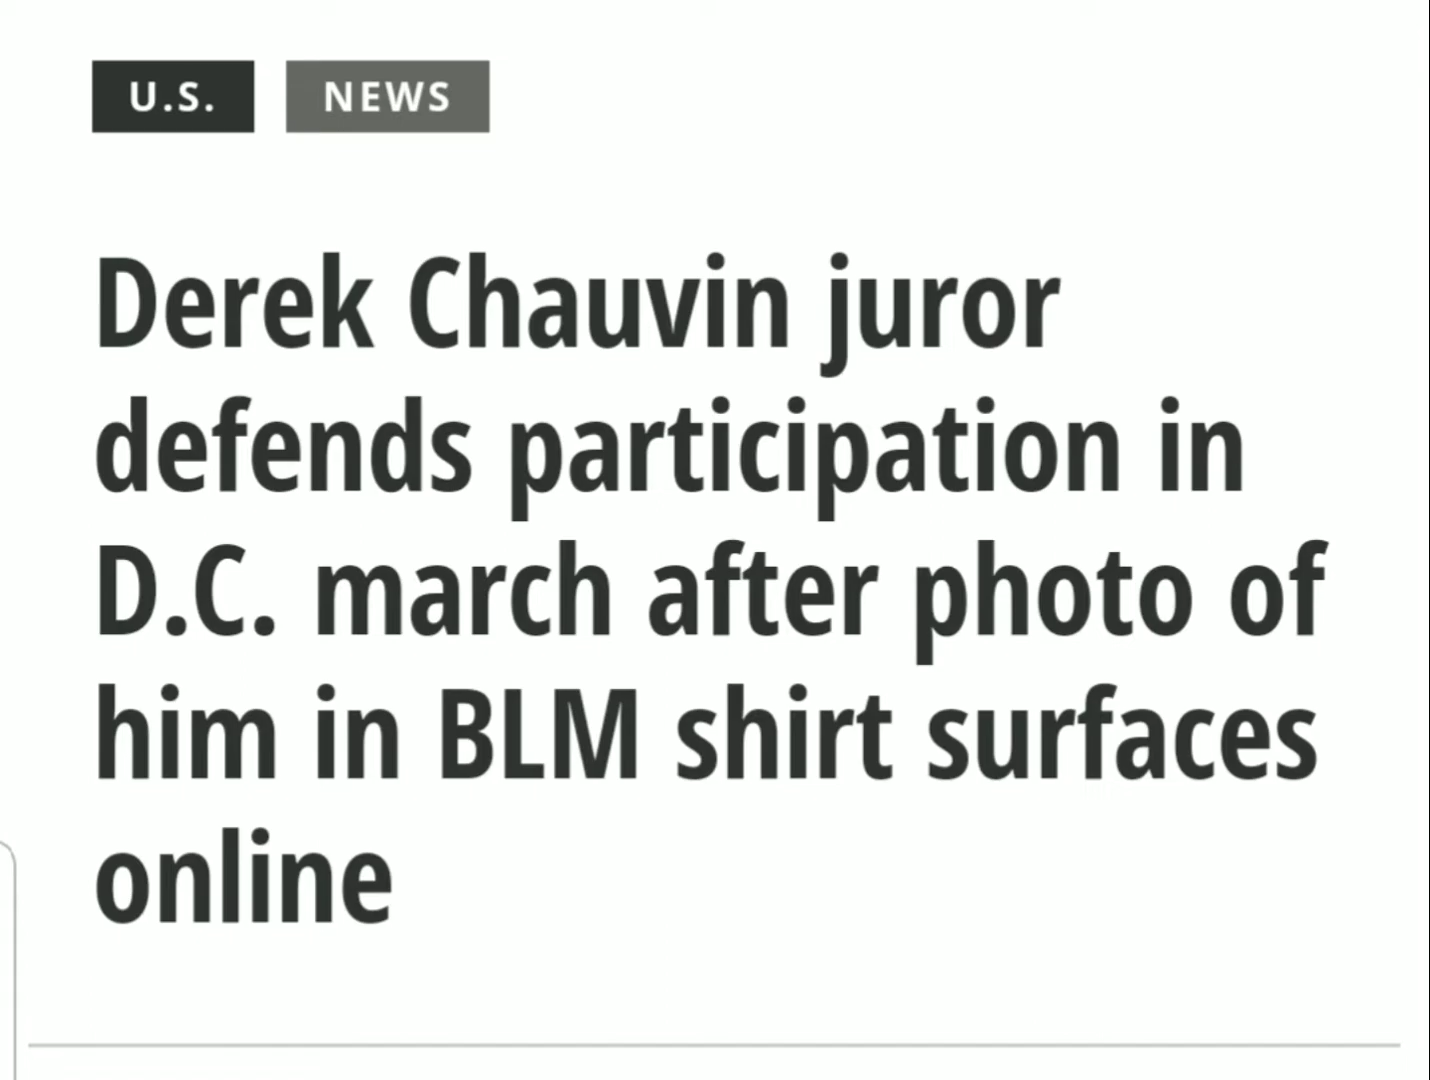 U.S. NEWS
Derek Chauvin juror
defends participation in
D.C. march after photo of
him in BLM shirt surfaces
online